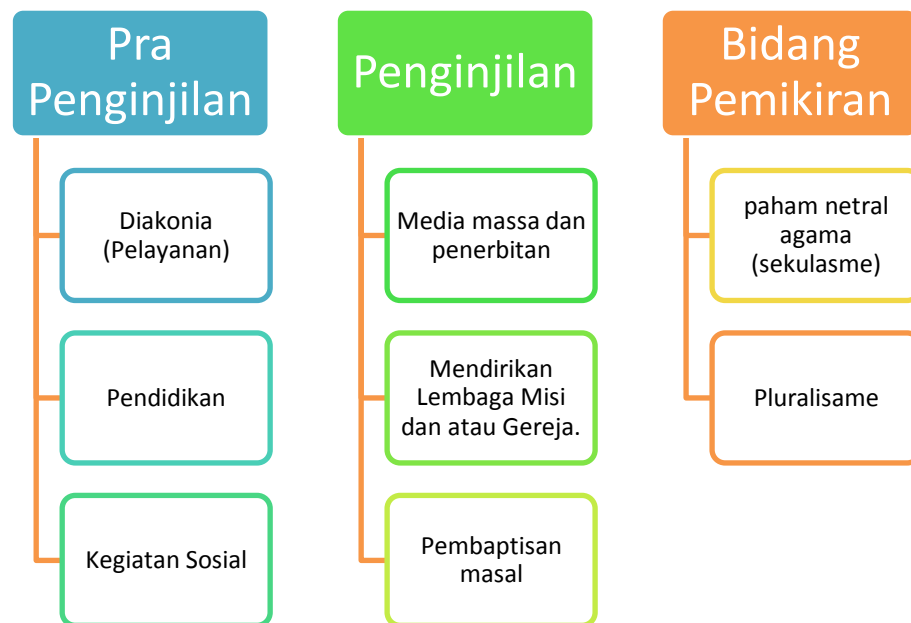 Pra
Penginjilan
Diakonia
(Pelayanan)
Pendidikan
Kegiatan Sosial
Penginjilan
Media massa dan
penerbitan
Mendirikan
Lembaga Misi
dan atau Gereja.
Pembaptisan
masal
Bidang
Pemikiran
paham netral
agama
(sekulasme)
Pluralisame